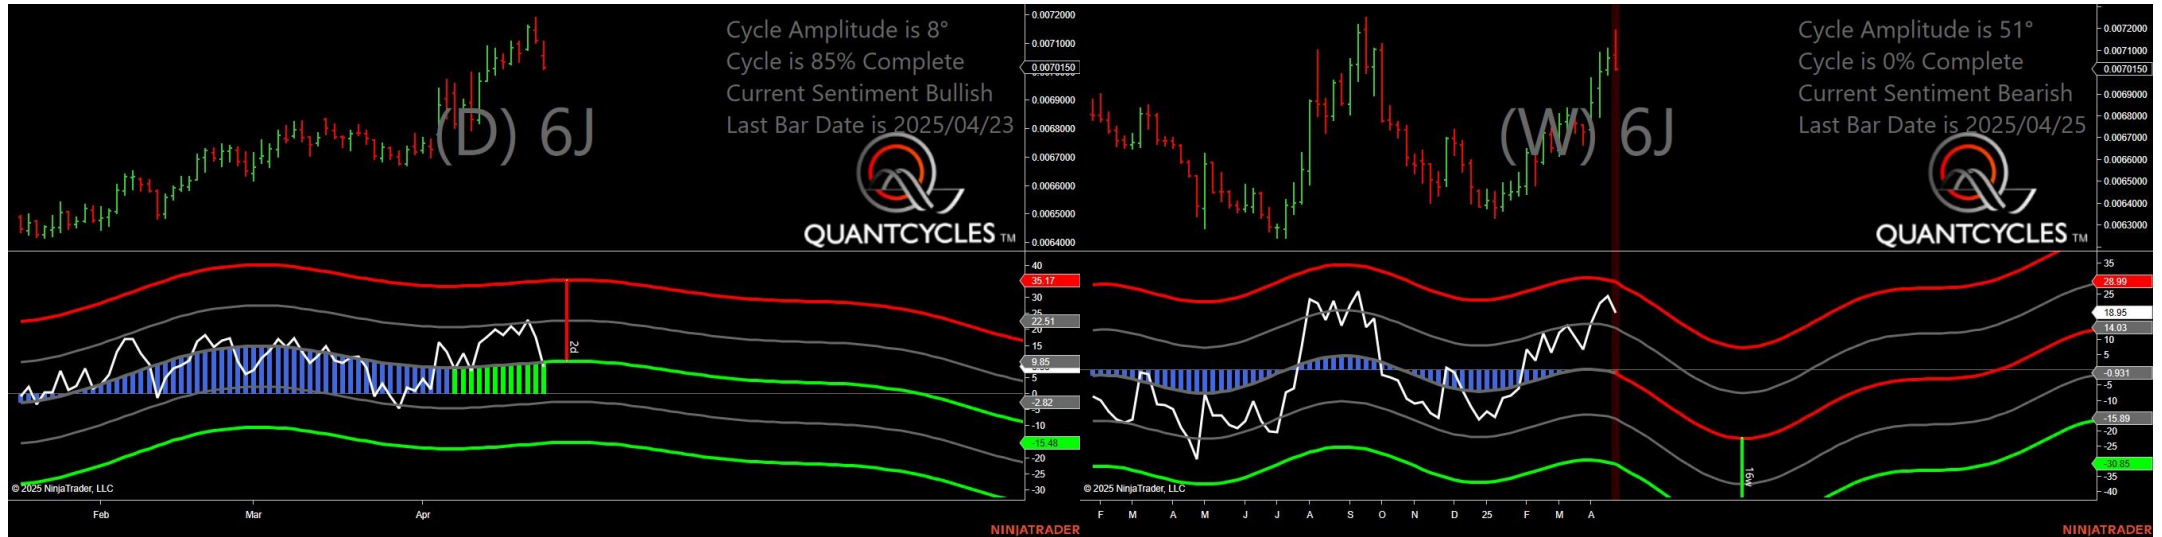 Cycle Amplitude is 8°
Cycle is 85% Complete
Current Sentiment Bullish
Last Bar Date is 2025/04/23
(D) 6J
QUANTCYCLES TM
0.0072000
0.0071000
0.0070150
0.0069000
0.0068000
0.0067000
0.0066000
0.0065000
0.0064000
40
35.17
30
25
22.51
20
15
9.85
5
0
-2.82
-5
-10
-15.48
-20
-25
-30
2d
© 2025 NinjaTrader, LLC
Feb Mar Apr
NINJATRADER
Cycle Amplitude is 51°
Cycle is 0% Complete
Current Sentiment Bearish
Last Bar Date is 2025/04/25
(W) 6J
QUANTCYCLES TM
0.0072000
0.0071000
0.0070150
0.0069000
0.0068000
0.0067000
0.0066000
0.0065000
0.0064000
0.0063000
35
28.99
25
18.95
14.03
10
5
-0.931
-5
-10
-15.89
-20
-25
-30.85
-35
-40
16w
© 2025 NinjaTrader, LLC
F M A M J J A S O N D 25 F M A
NINJATRADER